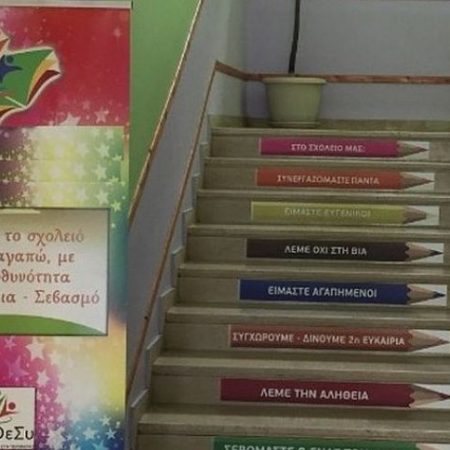 το σχολείο
αγαπώ, με
θυνότητα
ια - Σεβασμό
ΘεΣυ
ΣΤΟ ΣΧΟΛΕΙΟ ΜΑΣ:
ΣΥΝΕΡΓΑΖΟΜΑΣΤΕ ΠΑΝΤΑ
ΕΙΜΑΣΤΕ ΕΥΓΕΝΙΚΟΙ
ΛΕΜΕ ΟΧΙ ΣΤΗ ΒΙΑ
ΕΙΜΑΣΤΕ ΑΓΑΠΗΜΕΝΟΙ
ΣΥΓΧΩΡΟΥΜΕ - ΔΙΝΟΥΜΕ 2η ΕΥΚΑΙΡΙΑ
ΛΕΜΕ ΤΗΝ ΑΛΗΘΕΙΑ